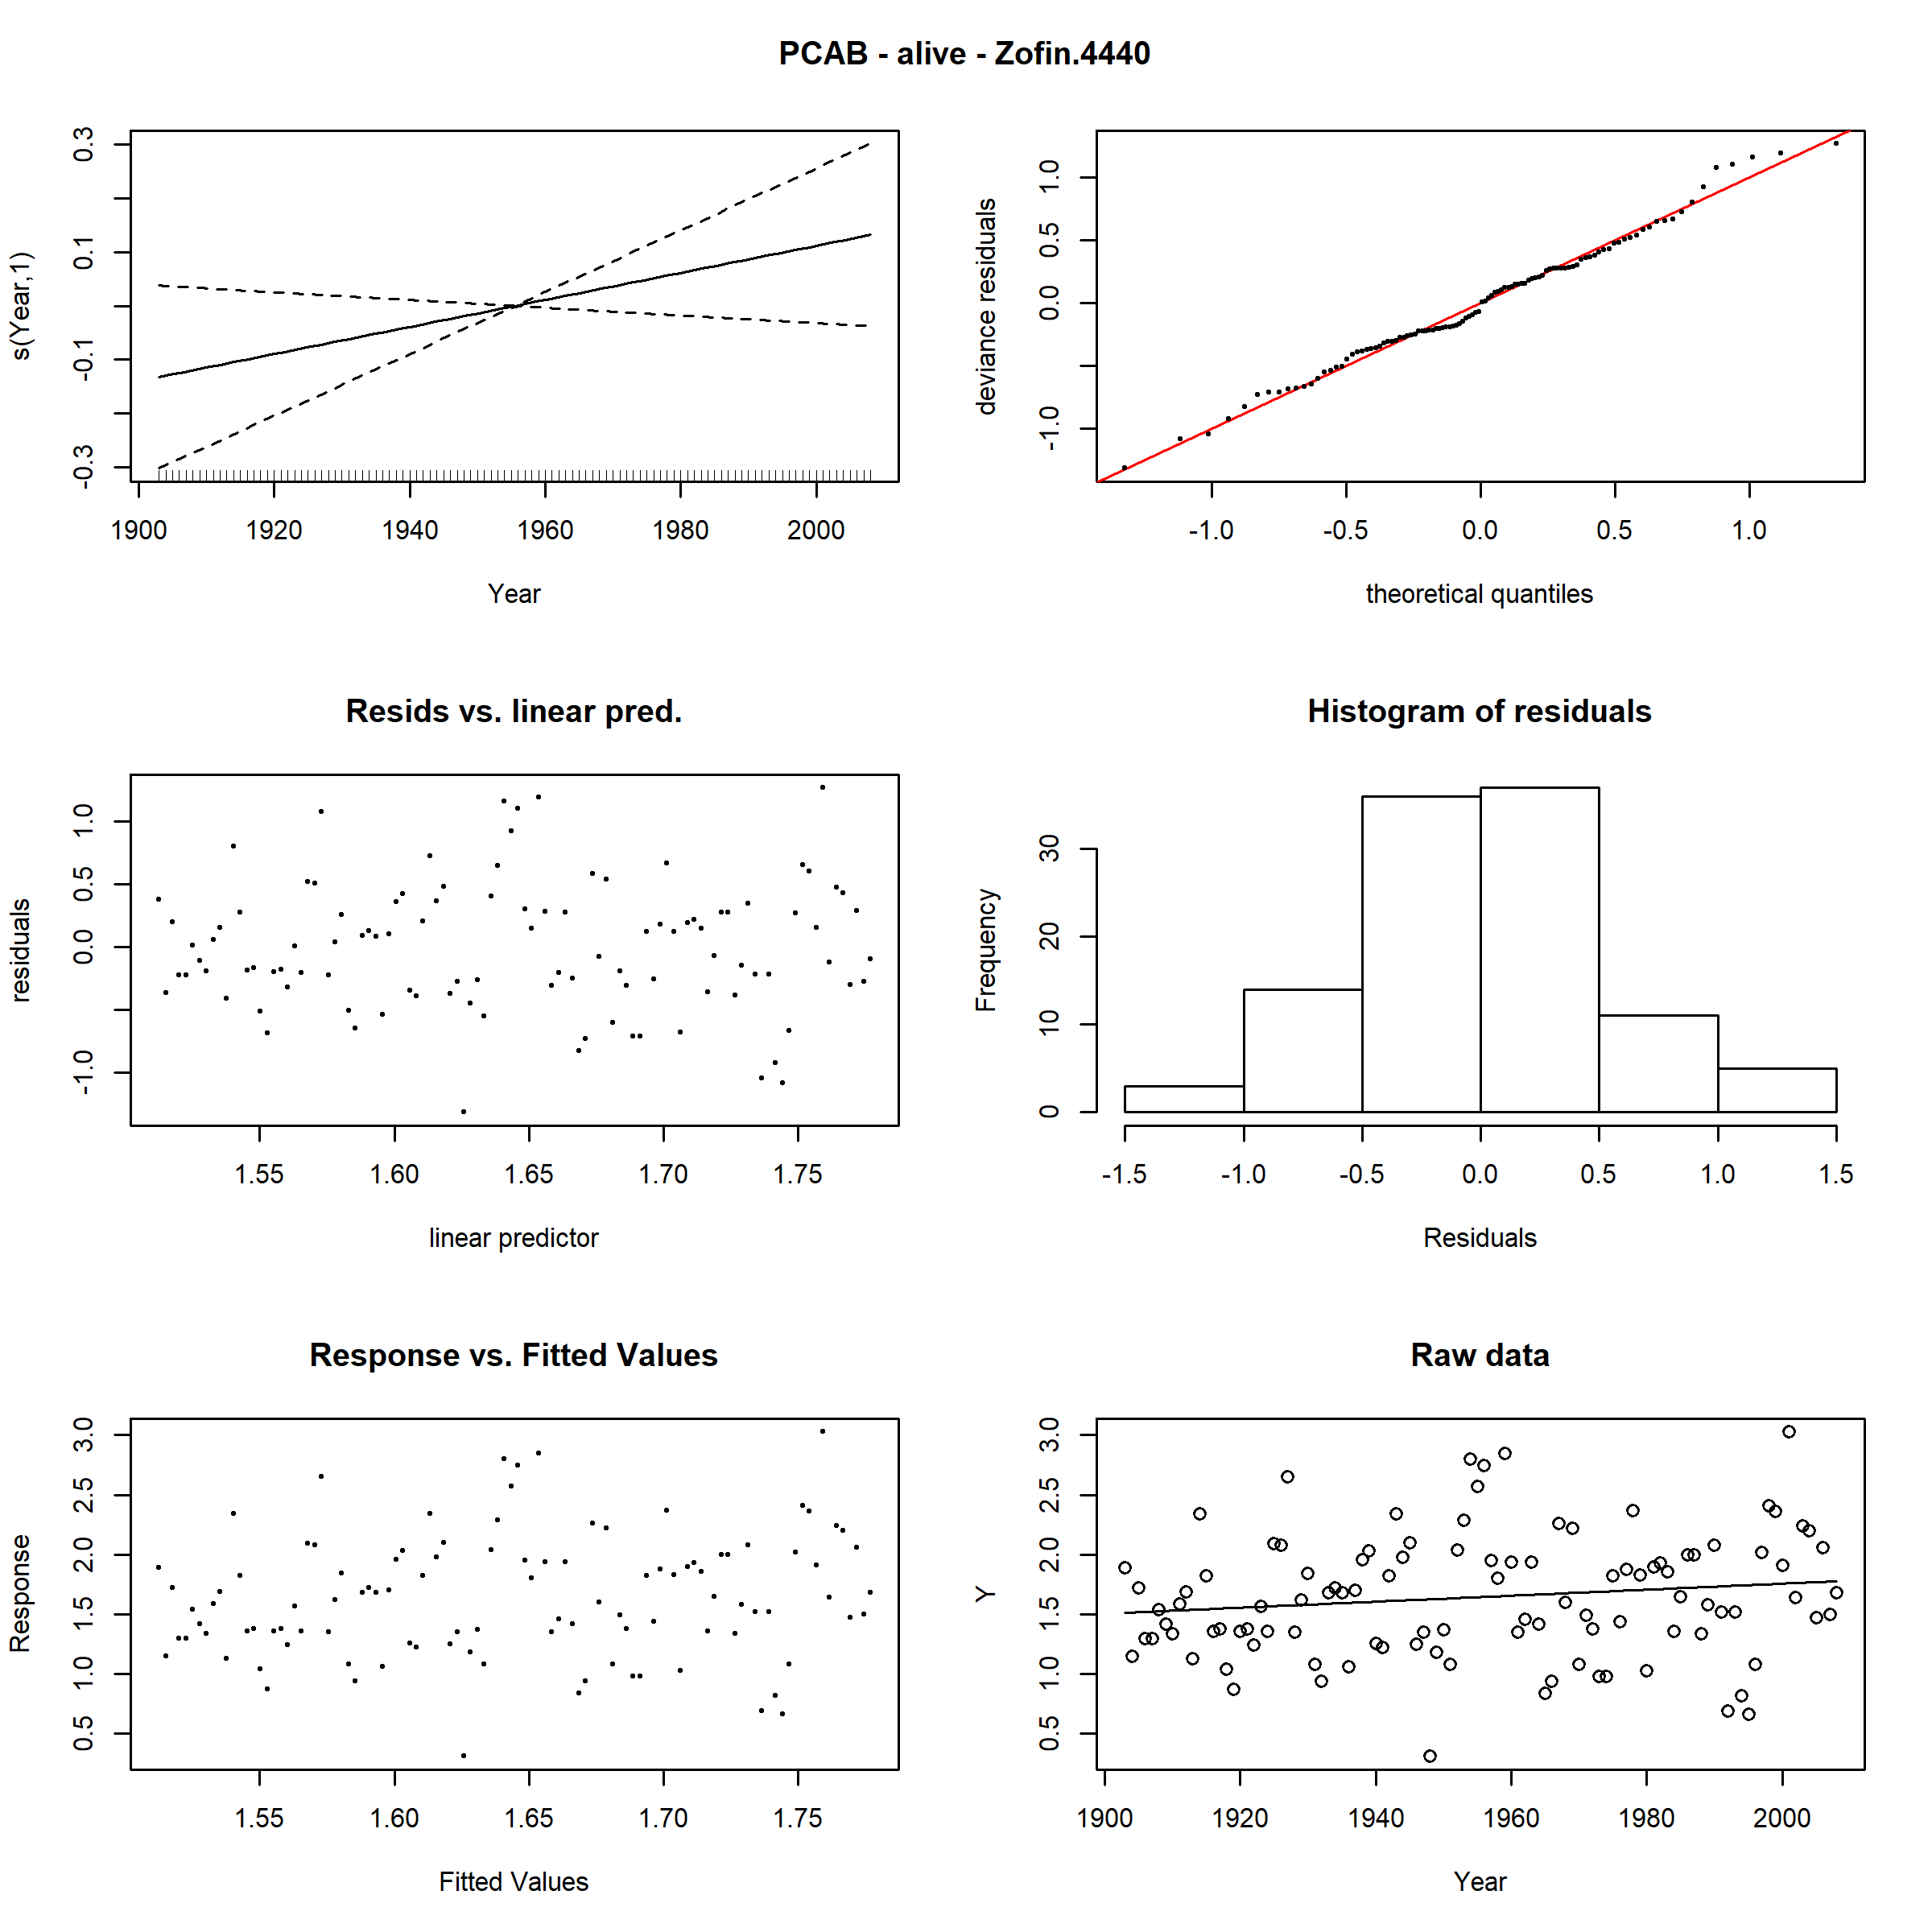 PCAB - alive - Zofin.4440
s(Year,1)
0.3
0.1
-0.1
-0.3
1900 1920 1940 1960 1980 2000
Year
deviance residuals
1.0
0.5
0.0
-1.0
-1.0 -0.5 0.0 0.5 1.0
theoretical quantiles
Resids vs. linear pred.
residuals
1.0
0.5
0.0
-1.0
1.55 1.60 1.65 1.70 1.75
linear predictor
Histogram of residuals
Frequency
30
20
10
0
-1.5 -1.0 -0.5 0.0 0.5 1.0 1.5
Residuals
Response vs. Fitted Values
Response
3.0
2.5
2.0
1.5
1.0
0.5
1.55 1.60 1.65 1.70 1.75
Fitted Values
Raw data
Y
3.0
2.5
2.0
1.5
1.0
0.5
1900 1920 1940 1960 1980 2000
Year